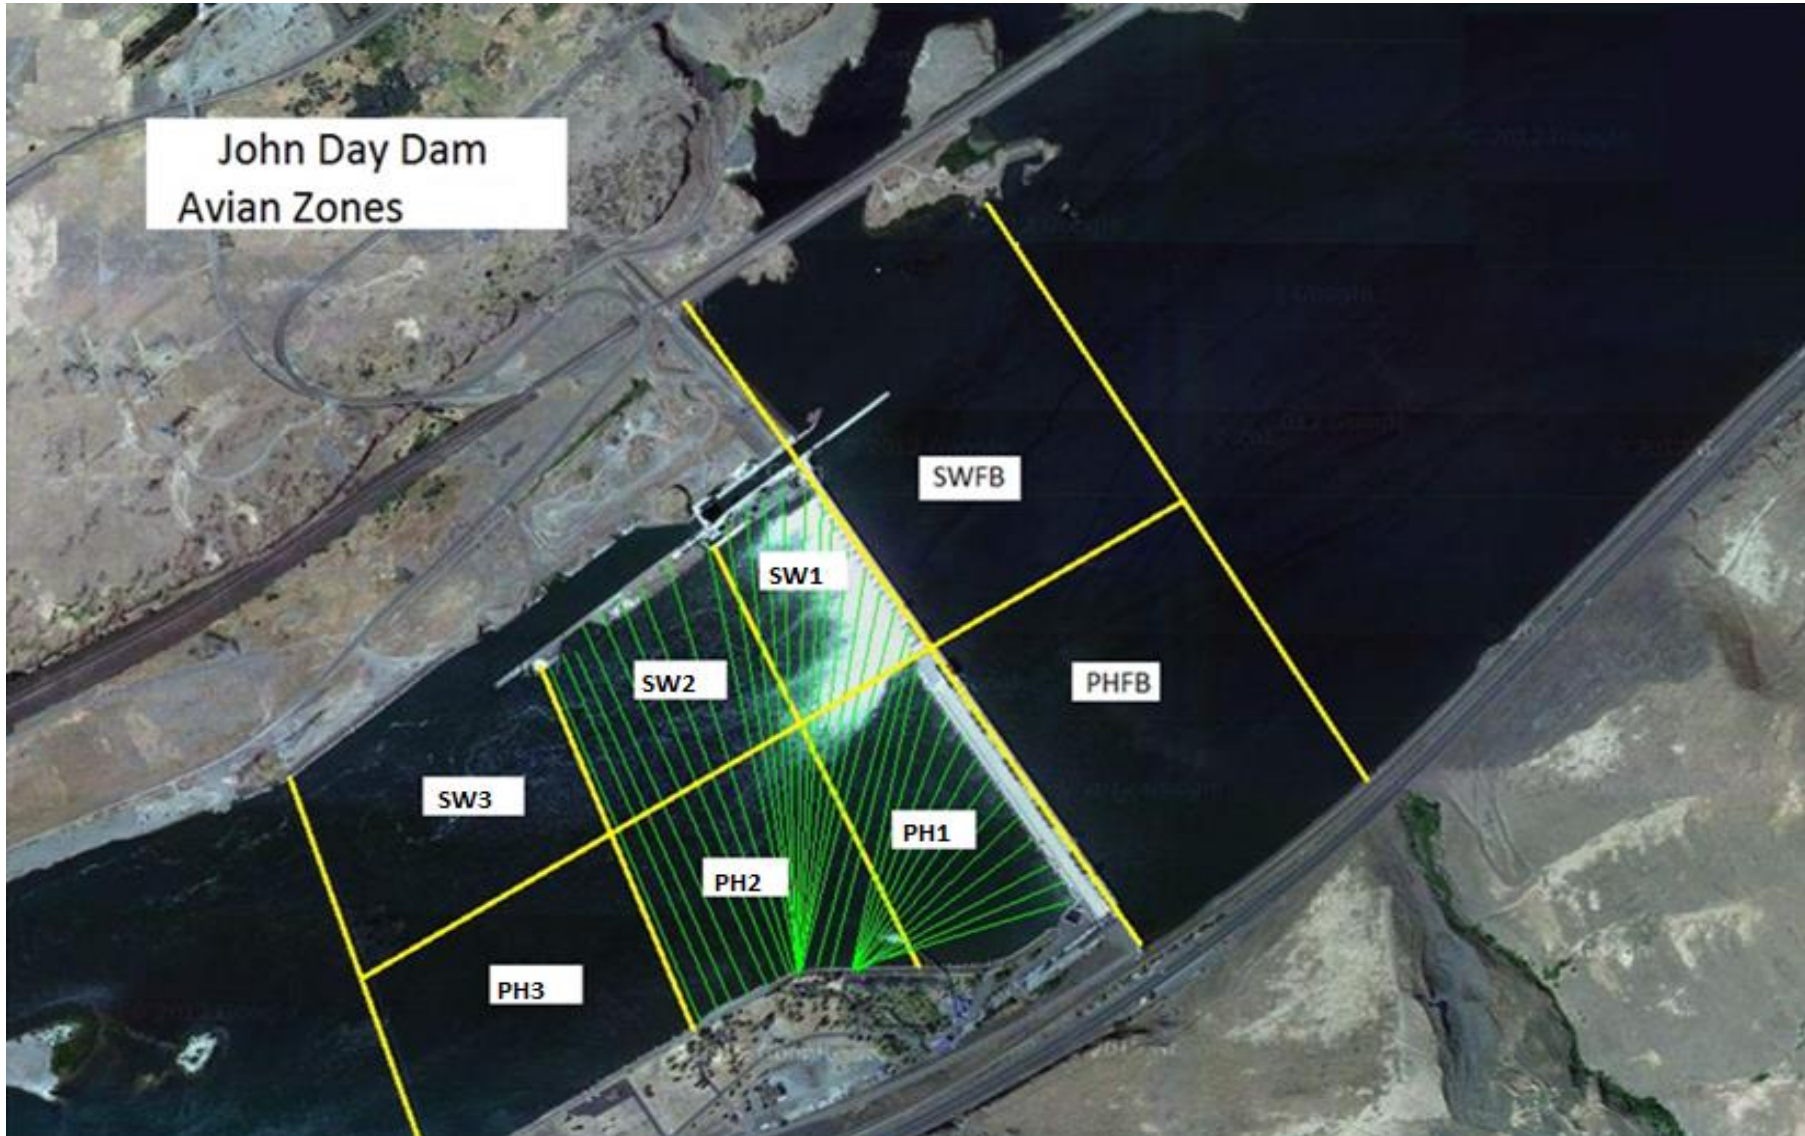 John Day Dam
Avian Zones
SWFB
SW1
PHFB
SW2
SW3
PH1
PH2
PH3